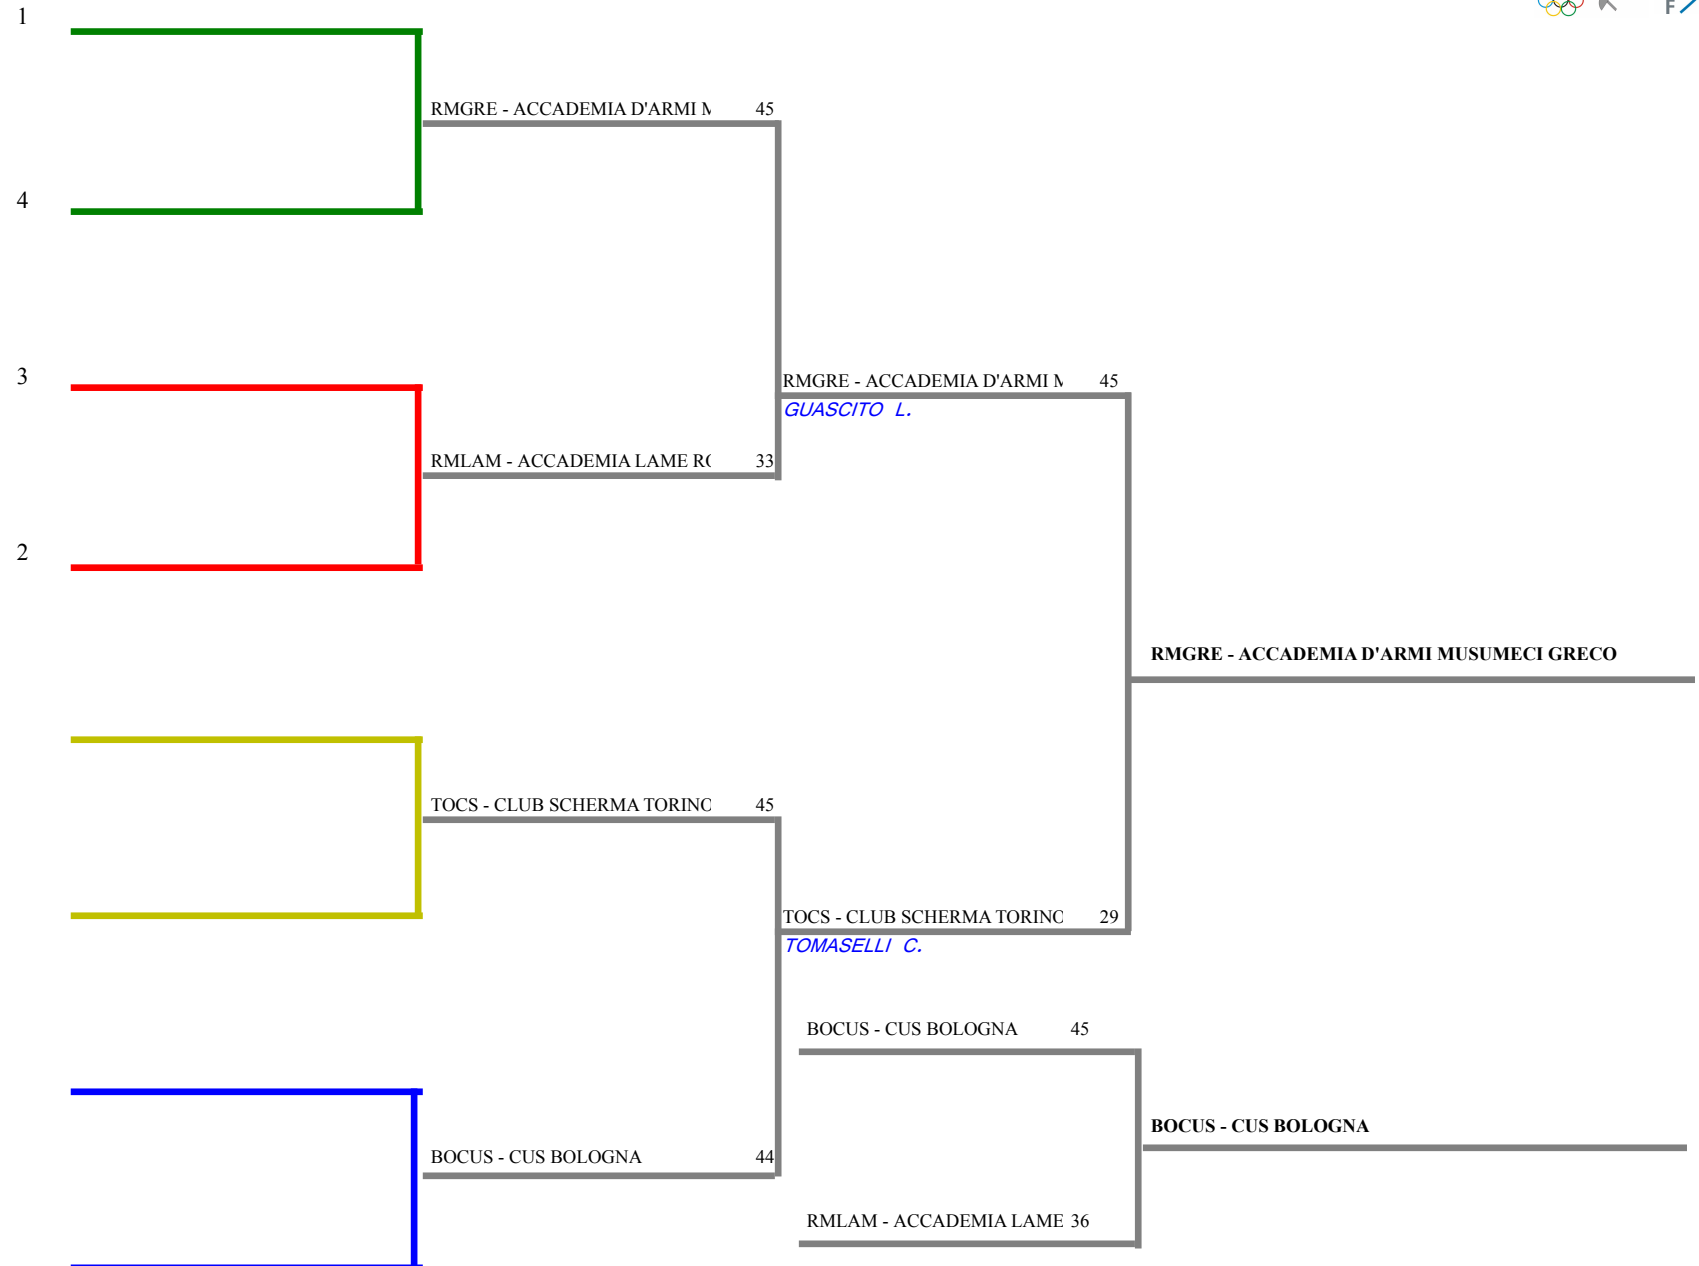 1
F
RMGRE - ACCADEMIA D'ARMI M 45
4
3
RMGRE - ACCADEMIA D'ARMI M 45
GUASCITO L.
RMLAM - ACCADEMIA LAME RO 33
2
RMGRE - ACCADEMIA D'ARMI MUSUMECI GRECO
TOCS - CLUB SCHERMA TORINO 45
TOCS - CLUB SCHERMA TORINO 29
TOMASELLI C.
BOCUS - CUS BOLOGNA 45
BOCUS - CUS BOLOGNA
BOCUS - CUS BOLOGNA 44
RMLAM - ACCADEMIA LAME 36